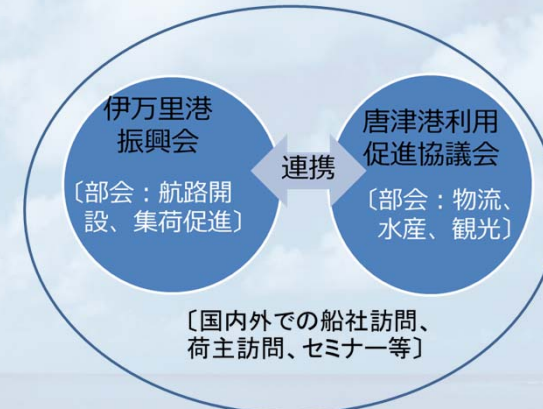 伊万里港
振興会
〔部会：航路開
設、集荷促進〕
連携
唐津港利用
促進協議会
〔部会：物流、
水産、観光〕
〔国内外での船社訪問、
荷主訪問、セミナー等〕